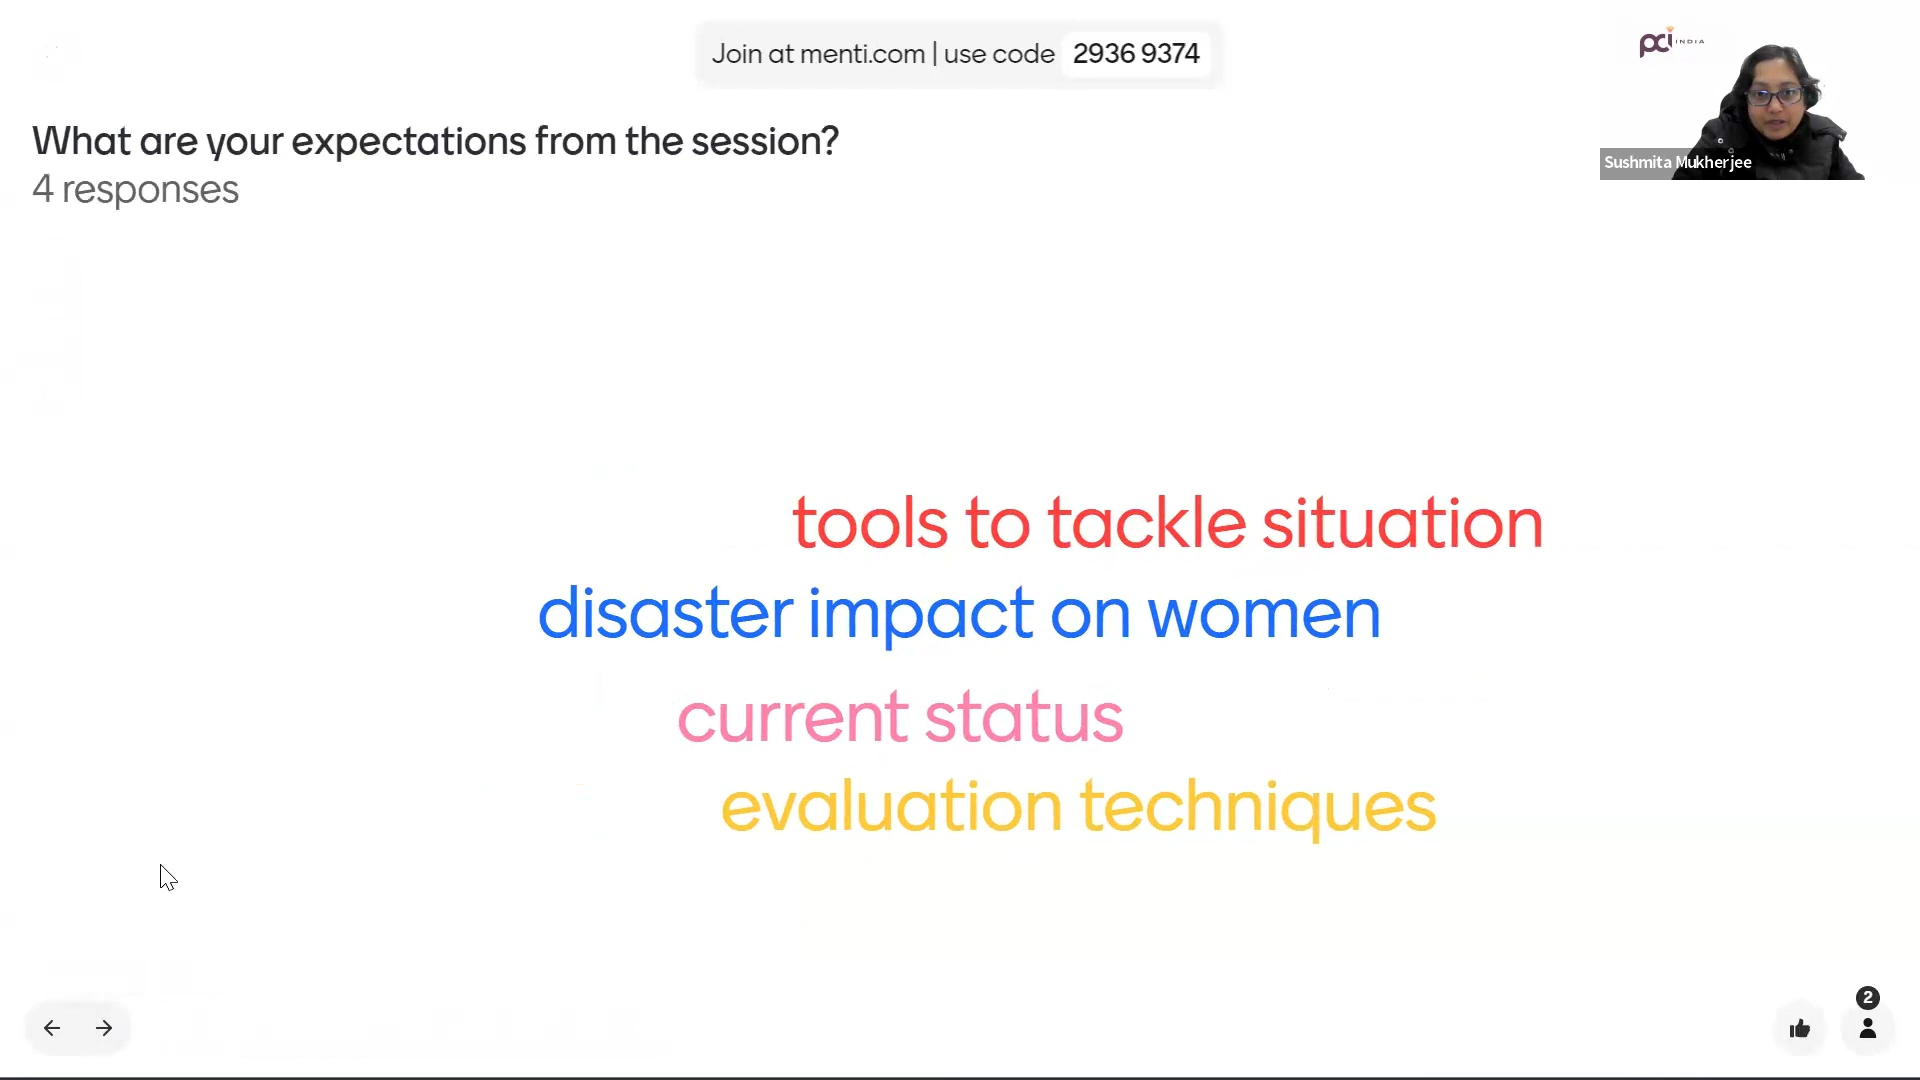 Join at menti.com | use code 2936 9374
pci INDIA
What are your expectations from the session?
4 responses
Sushmita Mukherjee
tools to tackle situation
disaster impact on women
current status
evaluation techniques
2